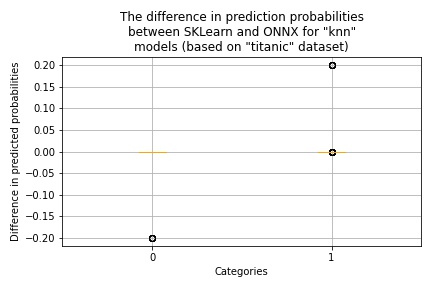 The difference in prediction probabilities
between SKLearn and ONNX for "knn"
models (based on "titanic" dataset)
Difference in predicted probabilities
0.20
0.15
0.10
0.05
0.00
−0.05
−0.10
−0.15
−0.20
0
1
Categories